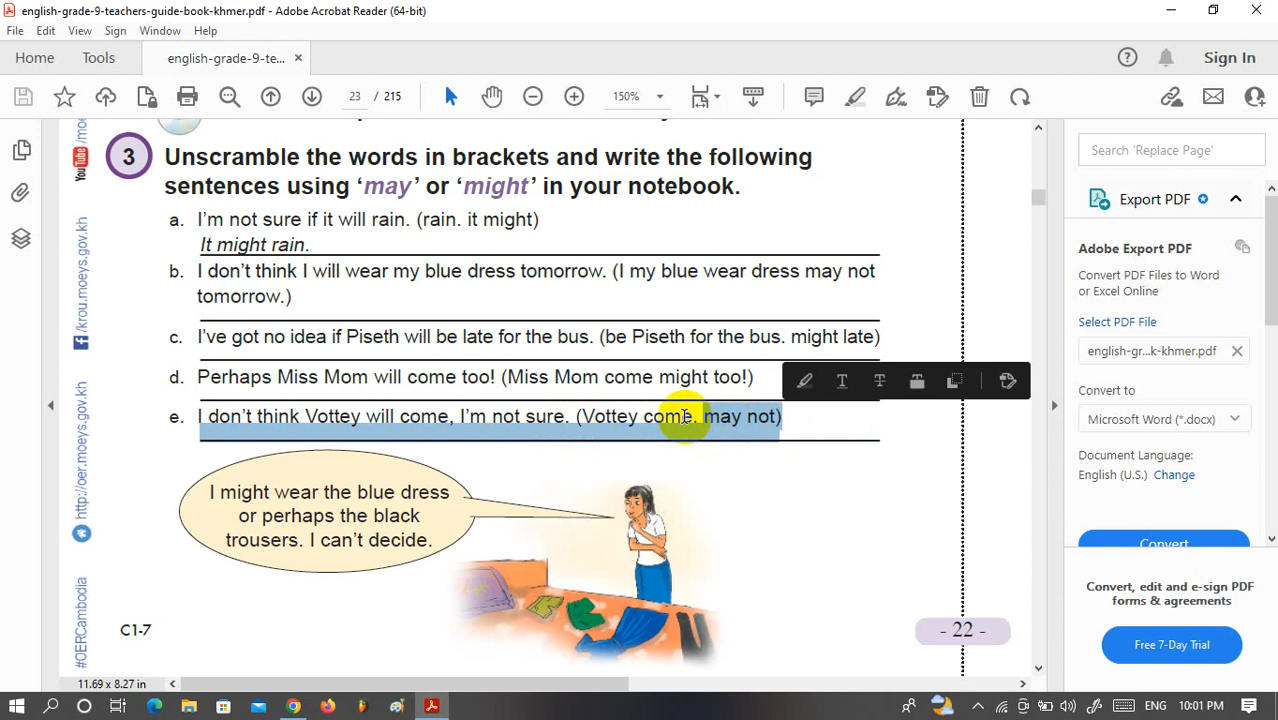 english-grade-9-teachers-guide-book-khmer.pdf - Adobe Acrobat Reader (64-bit)
File Edit View Sign Window Help
Home Tools english-grade-9-te... × Sign In
23 / 215 150%
3 Unscramble the words in brackets and write the following
sentences using ‘may’ or ‘might’ in your notebook.
a. I’m not sure if it will rain. (rain. it might)
It might rain.
b. I don’t think I will wear my blue dress tomorrow. (I my blue wear dress may not
tomorrow.)
c. I’ve got no idea if Piseth will be late for the bus. (be Piseth for the bus. might late)
d. Perhaps Miss Mom will come too! (Miss Mom come might too!)
e. I don’t think Vottey will come, I’m not sure. (Vottey come. may not)
I might wear the blue dress
or perhaps the black
trousers. I can’t decide.
C1-7
- 22 -
YouTube /moe
/krou.moeys.gov.kh
http://oer.moeys.gov.kh
#OERCambodia
11.69 x 8.27 in
Search 'Replace Page'
Export PDF
Adobe Export PDF
Convert PDF Files to Word
or Excel Online
Select PDF File
english-gr...k-khmer.pdf
Convert to
Microsoft Word (*.docx)
Document Language:
English (U.S.) Change
Convert
Convert, edit and e-sign PDF
forms & agreements
Free 7-Day Trial
10:01 PM